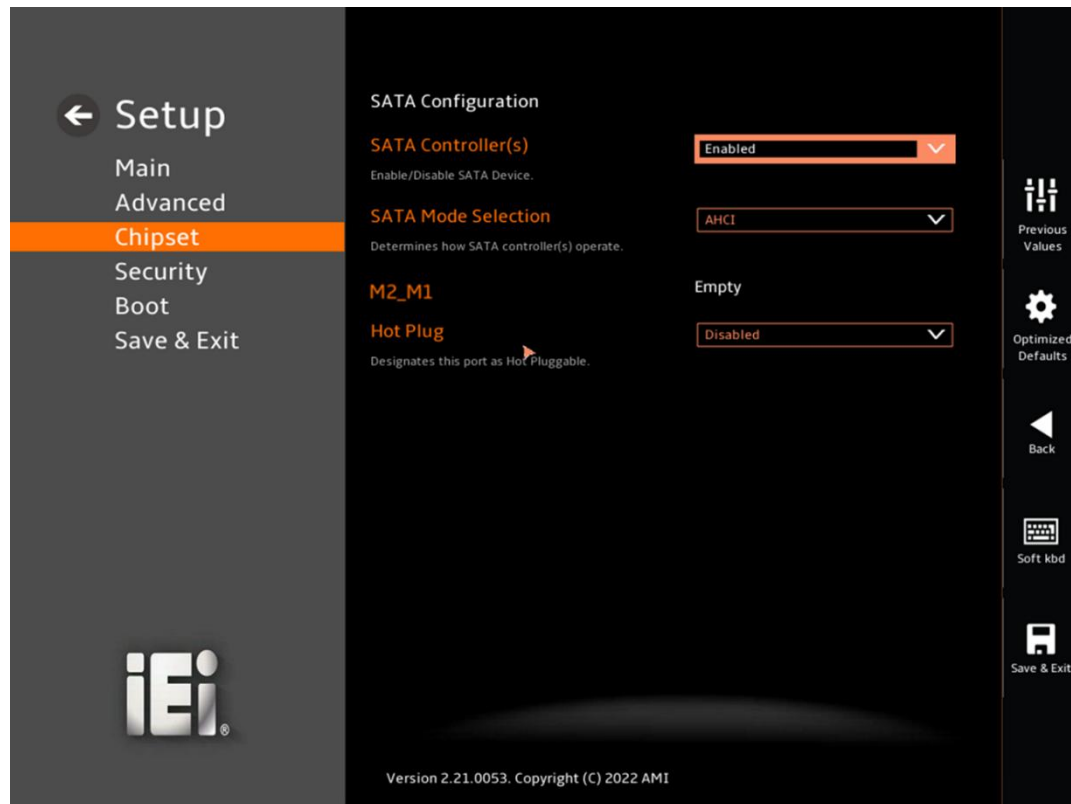 Setup
Main
Advanced
Chipset
Security
Boot
Save & Exit
iEi®
SATA Configuration
SATA Controller(s)
Enabled
Enable/Disable SATA Device.
SATA Mode Selection
AHCI
Determines how SATA controller(s) operate.
M2_M1
Empty
Hot Plug
Disabled
Designates this port as Hot Pluggable.
Version 2.21.0053. Copyright (C) 2022 AMI
Previous
Values
Optimized
Defaults
Back
Soft kbd
Save & Exit